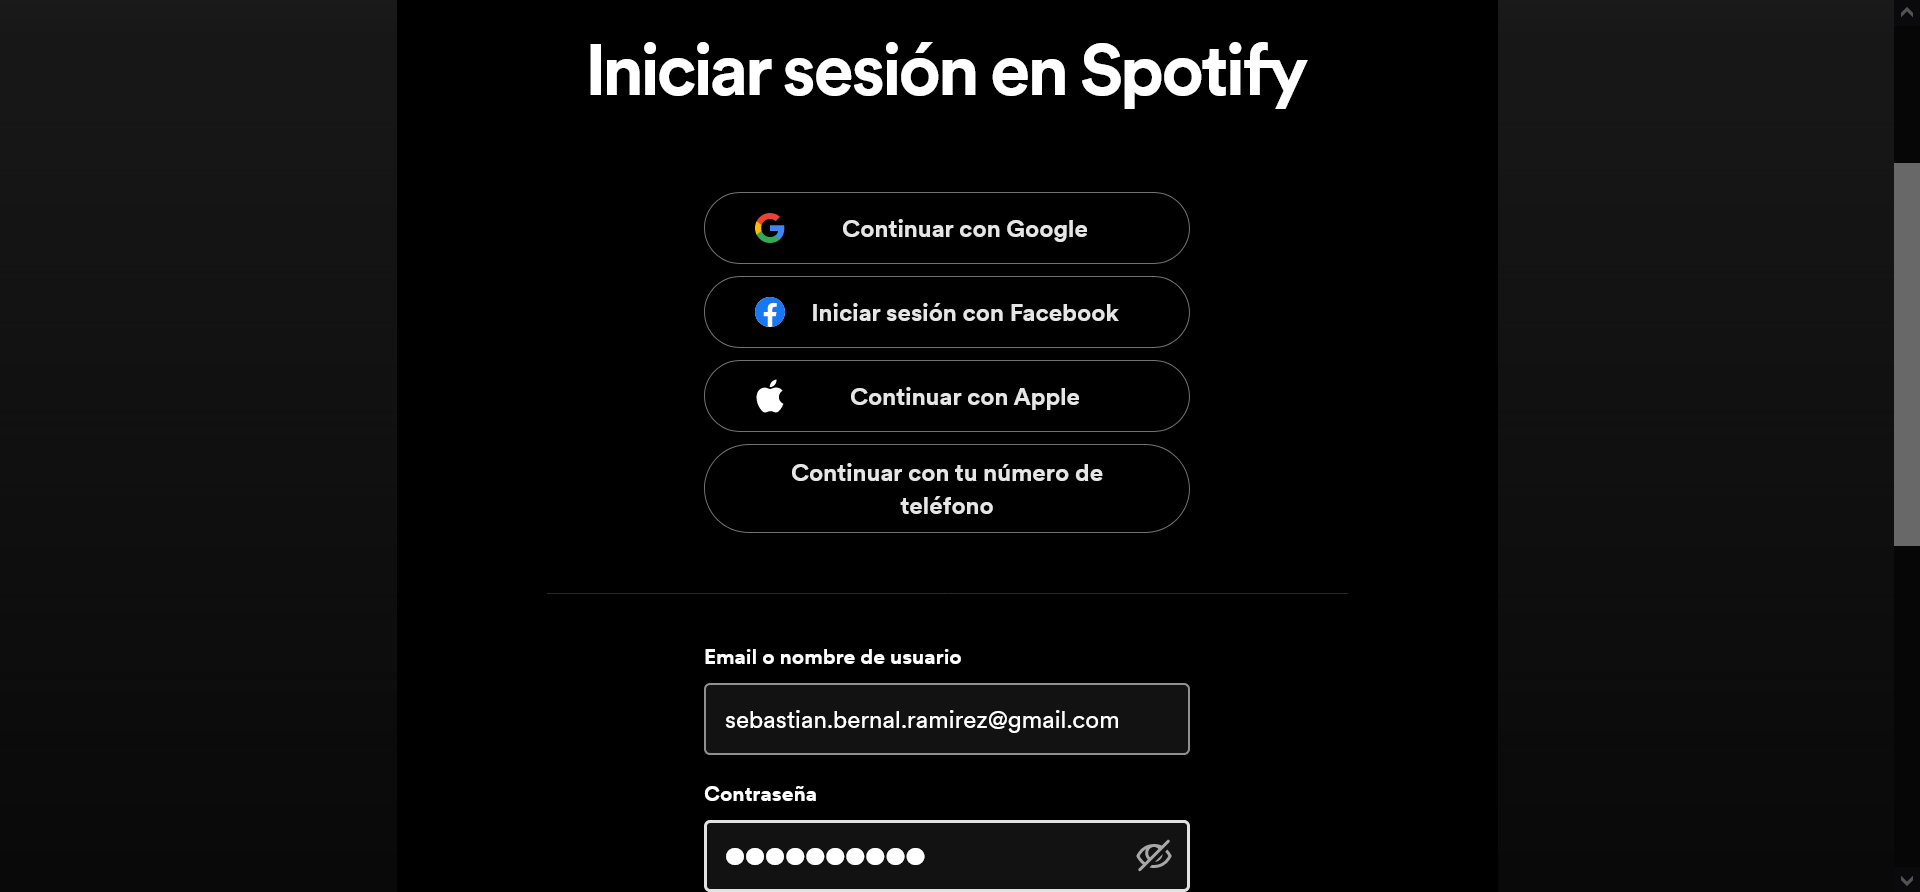 Iniciar sesión en Spotify
Continuar con Google
Iniciar sesión con Facebook
Continuar con Apple
Continuar con tu número de
teléfono
Email o nombre de usuario
sebastian.bernal.ramirez@gmail.com
Contraseña